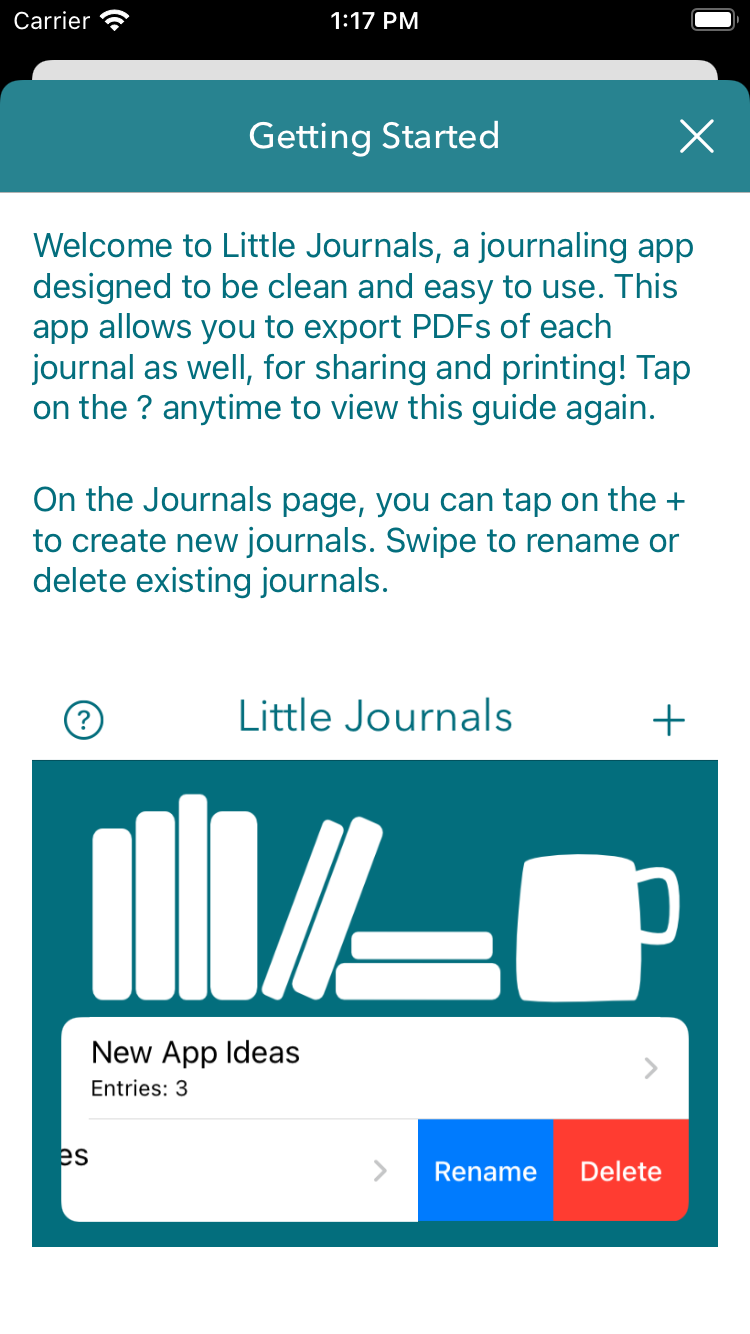 Carrier 1:17 PM
Getting Started
Welcome to Little Journals, a journaling app
designed to be clean and easy to use. This
app allows you to export PDFs of each
journal as well, for sharing and printing! Tap
on the ? anytime to view this guide again.
On the Journals page, you can tap on the +
to create new journals. Swipe to rename or
delete existing journals.
? Little Journals +
New App Ideas
Entries: 3
es Rename Delete